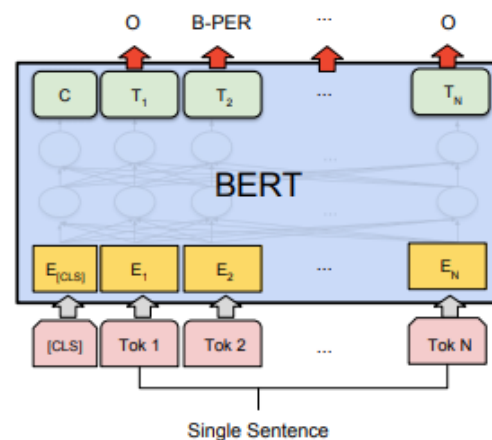 O B-PER ... O
C T1 T2 ... TN
...
BERT
...
E[CLS] E1 E2 ... EN
[CLS] Tok 1 Tok 2 ... Tok N
Single Sentence